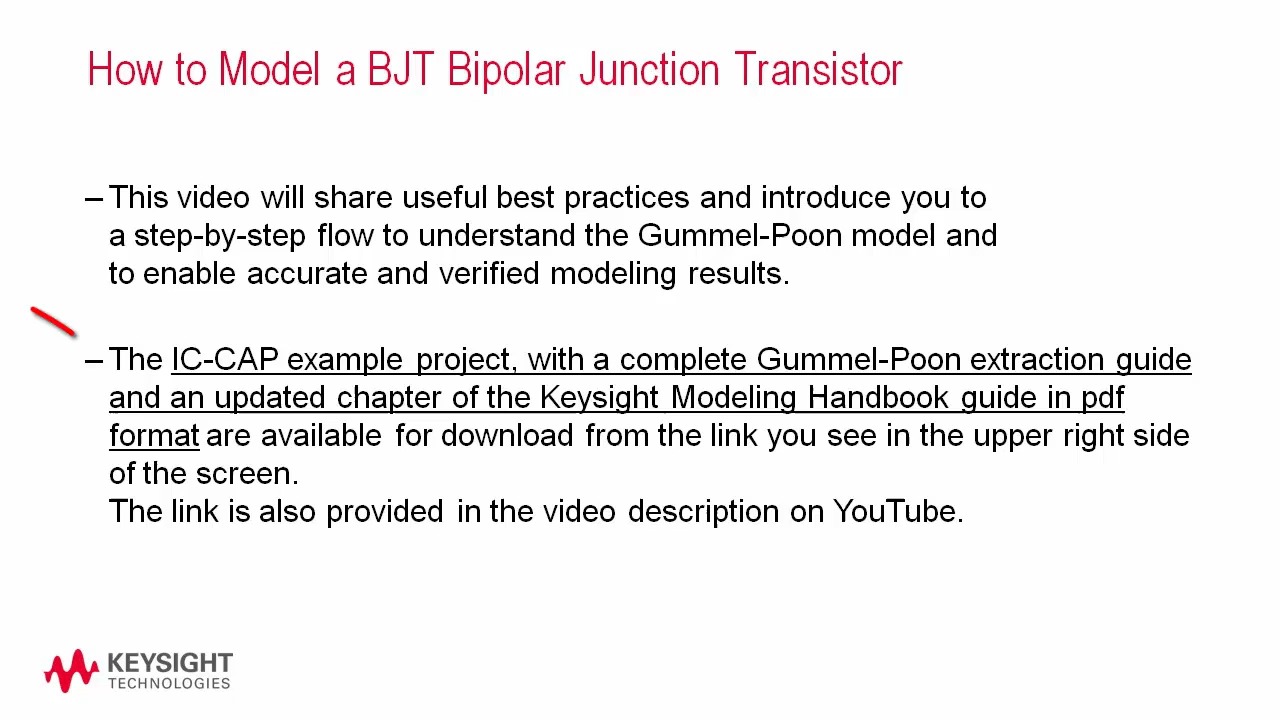 How to Model a BJT Bipolar Junction Transistor
– This video will share useful best practices and introduce you to
a step-by-step flow to understand the Gummel-Poon model and
to enable accurate and verified modeling results.
– The IC-CAP example project, with a complete Gummel-Poon extraction guide
and an updated chapter of the Keysight Modeling Handbook guide in pdf
format are available for download from the link you see in the upper right side
of the screen.
The link is also provided in the video description on YouTube.
KEYSIGHT
TECHNOLOGIES